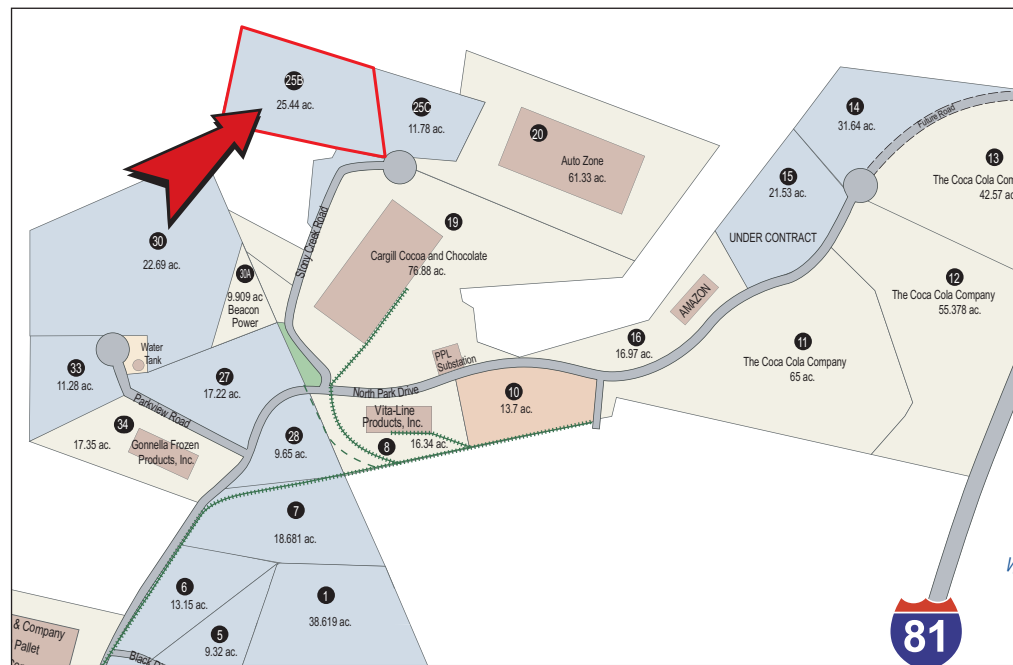 25B
25.44 ac.
25C
11.78 ac.
20
Auto Zone
61.33 ac.
14
31.64 ac.
Future Road
13
The Coca Cola Com
42.57 ac
15
21.53 ac.
UNDER CONTRACT
Stony Creek Road
19
Cargill Cocoa and Chocolate
76.88 ac.
30
22.69 ac.
30A
9.909 ac
Beacon
Power
12
The Coca Cola Company
55.378 ac.
AMAZON
16
16.97 ac.
11
The Coca Cola Company
65 ac.
Water
Tank
33
11.28 ac.
27
17.22 ac.
PPL
Substation
North Park Drive
10
13.7 ac.
Parkview Road
34
17.35 ac.
Gonnella Frozen
Products, Inc.
28
9.65 ac.
Vita-Line
Products, Inc.
8
16.34 ac.
7
18.681 ac.
6
13.15 ac.
1
38.619 ac.
5
9.32 ac.
& Company
Pallet
Black
81